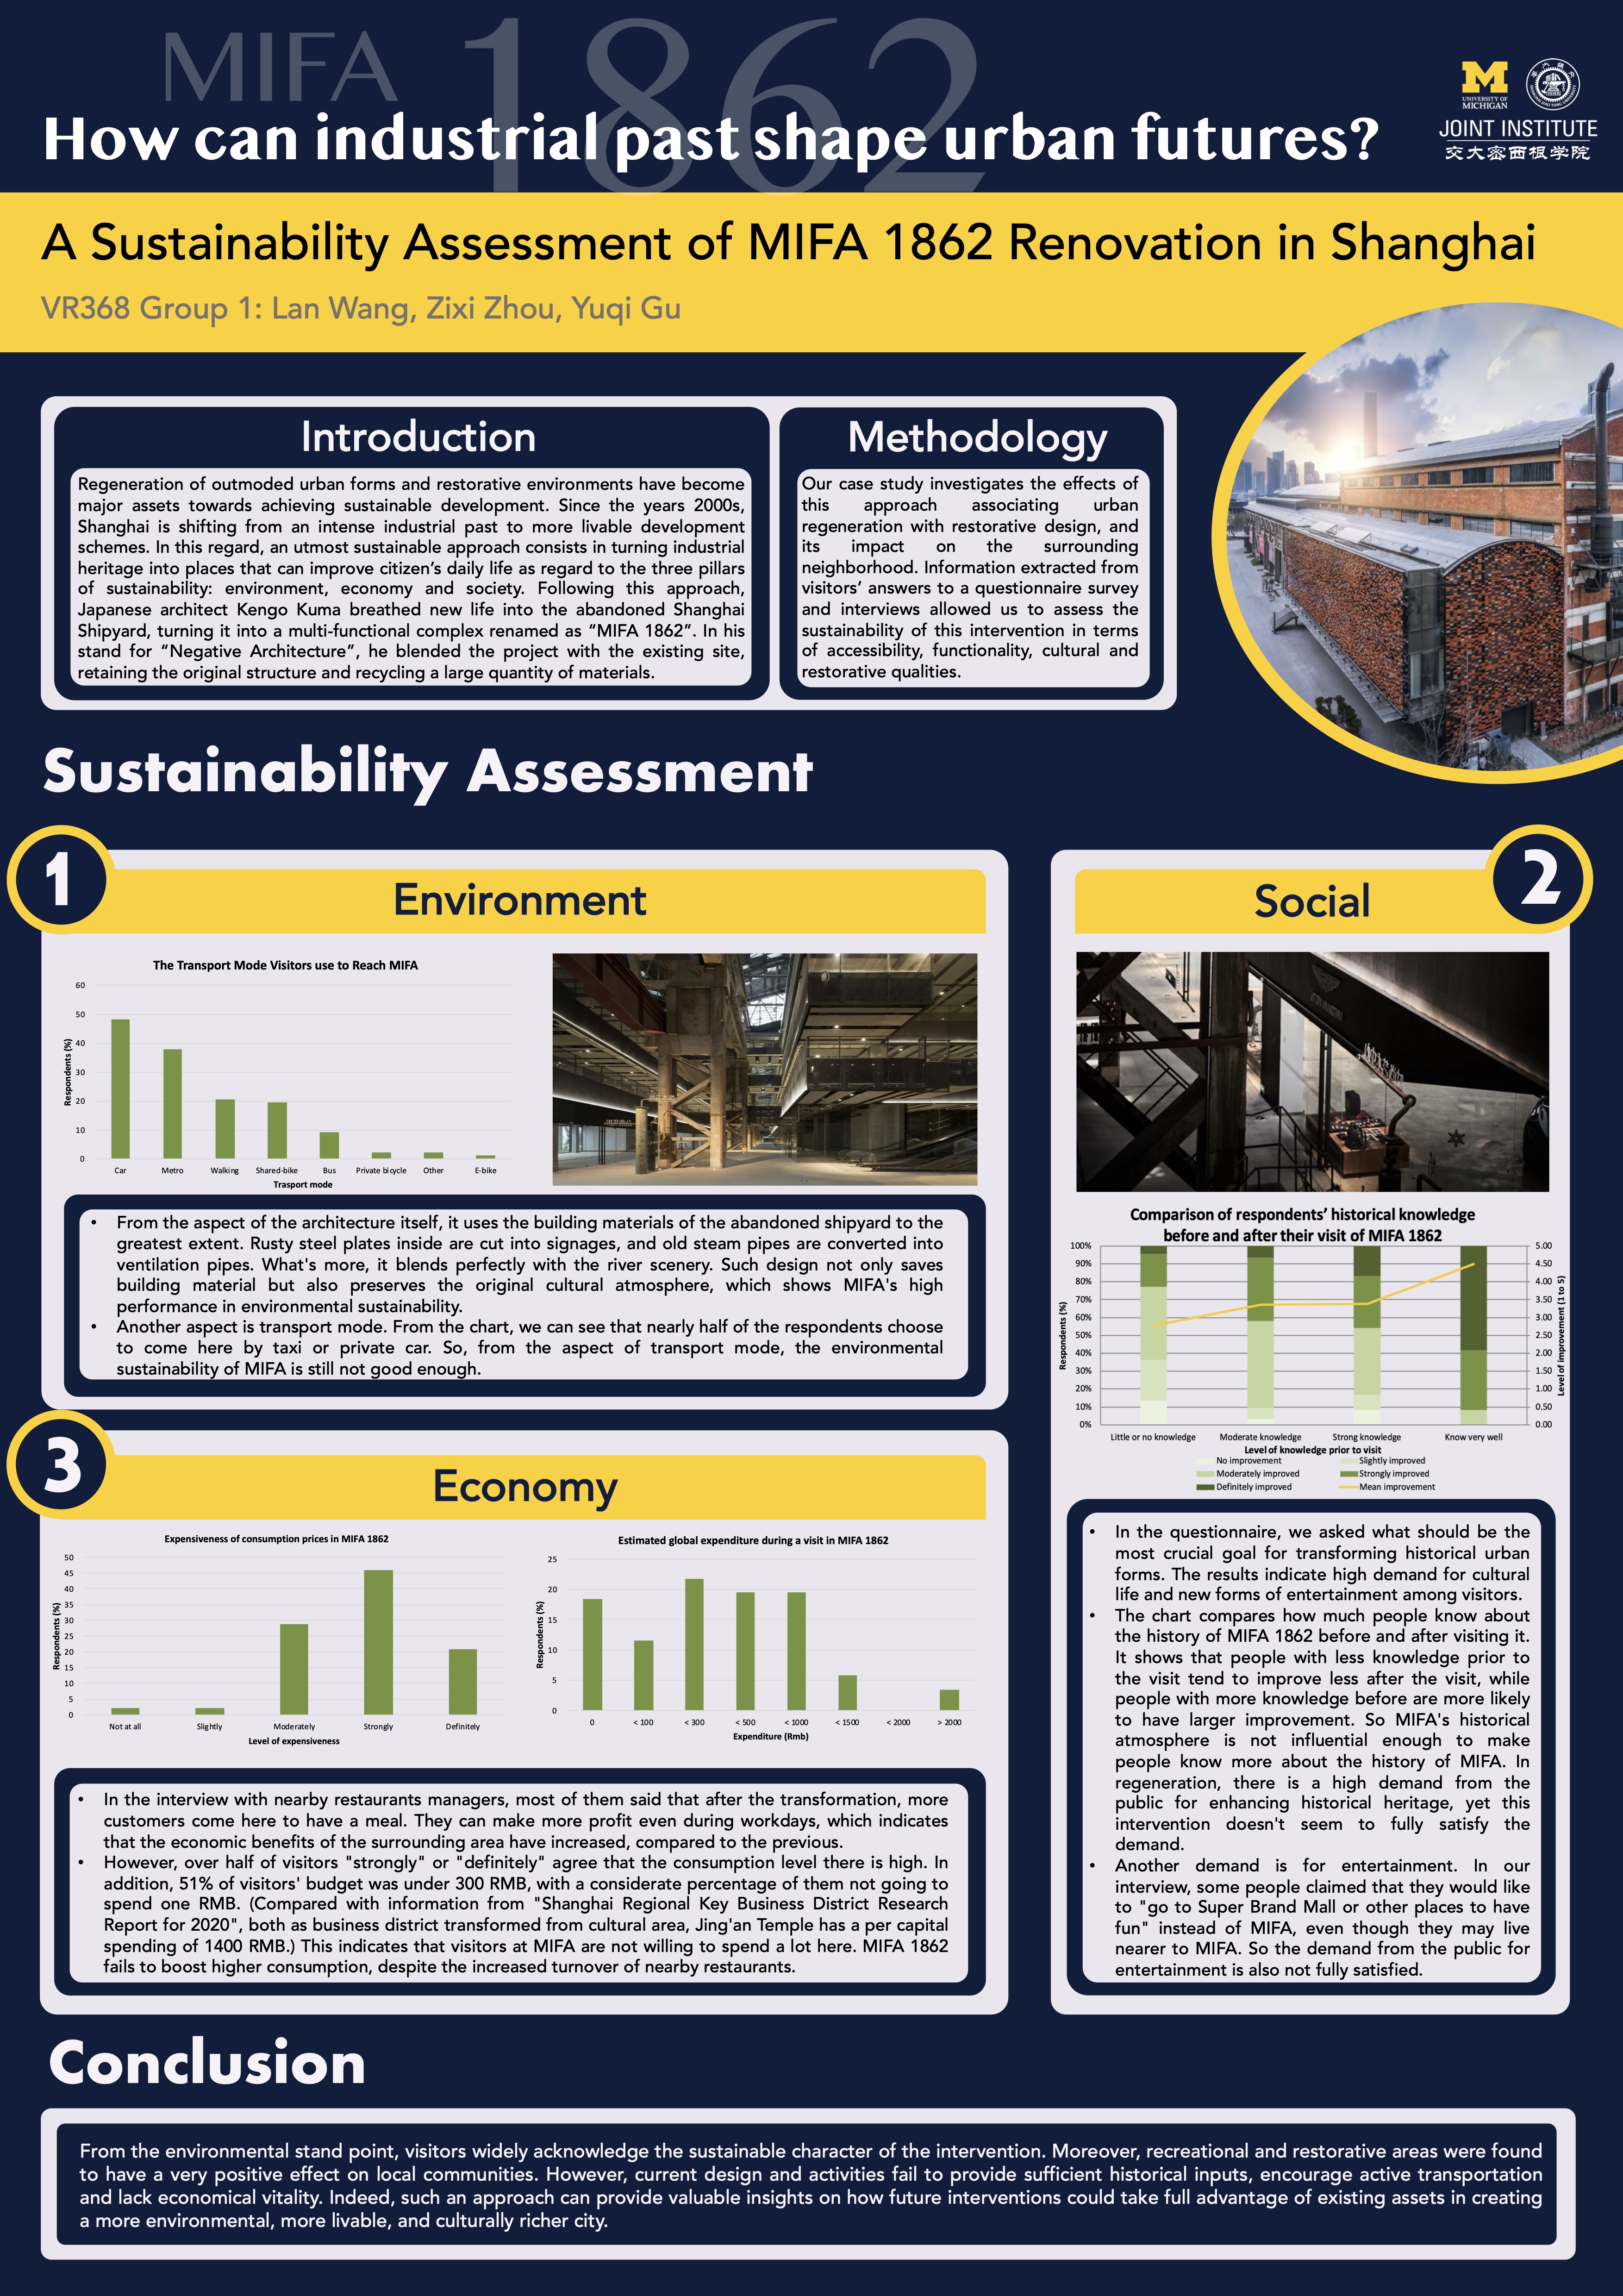 MIFA 1862
How can industrial past shape urban futures?
UNIVERSITY OF
MICHIGAN
JOINT INSTITUTE
交大密西根学院
A Sustainability Assessment of MIFA 1862 Renovation in Shanghai
VR368 Group 1: Lan Wang, Zixi Zhou, Yuqi Gu
Introduction
Regeneration of outmoded urban forms and restorative environments have become
major assets towards achieving sustainable development. Since the years 2000s,
Shanghai is shifting from an intense industrial past to more livable development
schemes. In this regard, an utmost sustainable approach consists in turning industrial
heritage into places that can improve citizen's daily life as regard to the three pillars
of sustainability: environment, economy and society. Following this approach,
Japanese architect Kengo Kuma breathed new life into the abandoned Shanghai
Shipyard, turning it into a multi-functional complex renamed as “MIFA 1862”. In his
stand for “Negative Architecture”, he blended the project with the existing site,
retaining the original structure and recycling a large quantity of materials.
Methodology
Our case study investigates the effects of
this approach associating urban
regeneration with restorative design, and
its impact on the surrounding
neighborhood. Information extracted from
visitors’ answers to a questionnaire survey
and interviews allowed us to assess the
sustainability of this intervention in terms
of accessibility, functionality, cultural and
restorative qualities.
Sustainability Assessment
1
Environment
The Transport Mode Visitors use to Reach MIFA
Respondents (%)
60
50
40
30
20
10
0
Car Metro Walking Shared-bike Bus Private bicycle Other E-bike
Trasport mode
• From the aspect of the architecture itself, it uses the building materials of the abandoned shipyard to the
greatest extent. Rusty steel plates inside are cut into signages, and old steam pipes are converted into
ventilation pipes. What's more, it blends perfectly with the river scenery. Such design not only saves
building material but also preserves the original cultural atmosphere, which shows MIFA's high
performance in environmental sustainability.
• Another aspect is transport mode. From the chart, we can see that nearly half of the respondents choose
to come here by taxi or private car. So, from the aspect of transport mode, the environmental
sustainability of MIFA is still not good enough.
2
Social
Comparison of respondents’ historical knowledge
before and after their visit of MIFA 1862
Respondents (%)
100%
90%
80%
70%
60%
50%
40%
30%
20%
10%
0%
5.00
4.50
4.00
3.50
3.00
2.50
2.00
1.50
1.00
0.50
0.00
Level of improvement (1 to 5)
Little or no knowledge Moderate knowledge Strong knowledge Know very well
Level of knowledge prior to visit
No improvement Slightly improved
Moderately improved Strongly improved
Definitely improved Mean improvement
• In the questionnaire, we asked what should be the
most crucial goal for transforming historical urban
forms. The results indicate high demand for cultural
life and new forms of entertainment among visitors.
• The chart compares how much people know about
the history of MIFA 1862 before and after visiting it.
It shows that people with less knowledge prior to
the visit tend to improve less after the visit, while
people with more knowledge before are more likely
to have larger improvement. So MIFA's historical
atmosphere is not influential enough to make
people know more about the history of MIFA. In
regeneration, there is a high demand from the
public for enhancing historical heritage, yet this
intervention doesn't seem to fully satisfy the
demand.
• Another demand is for entertainment. In our
interview, some people claimed that they would like
to "go to Super Brand Mall or other places to have
fun" instead of MIFA, even though they may live
nearer to MIFA. So the demand from the public for
entertainment is also not fully satisfied.
3
Economy
Expensiveness of consumption prices in MIFA 1862
Respondents (%)
50
45
40
35
30
25
20
15
10
5
0
Not at all Slightly Moderately Strongly Definitely
Level of expensiveness
Estimated global expenditure during a visit in MIFA 1862
Respondents (%)
25
20
15
10
5
0
0 < 100 < 300 < 500 < 1000 < 1500 < 2000 > 2000
Expenditure (Rmb)
• In the interview with nearby restaurants managers, most of them said that after the transformation, more
customers come here to have a meal. They can make more profit even during workdays, which indicates
that the economic benefits of the surrounding area have increased, compared to the previous.
• However, over half of visitors "strongly" or "definitely" agree that the consumption level there is high. In
addition, 51% of visitors' budget was under 300 RMB, with a considerate percentage of them not going to
spend one RMB. (Compared with information from "Shanghai Regional Key Business District Research
Report for 2020", both as business district transformed from cultural area, Jing'an Temple has a per capital
spending of 1400 RMB.) This indicates that visitors at MIFA are not willing to spend a lot here. MIFA 1862
fails to boost higher consumption, despite the increased turnover of nearby restaurants.
Conclusion
From the environmental stand point, visitors widely acknowledge the sustainable character of the intervention. Moreover, recreational and restorative areas were found
to have a very positive effect on local communities. However, current design and activities fail to provide sufficient historical inputs, encourage active transportation
and lack economical vitality. Indeed, such an approach can provide valuable insights on how future interventions could take full advantage of existing assets in creating
a more environmental, more livable, and culturally richer city.